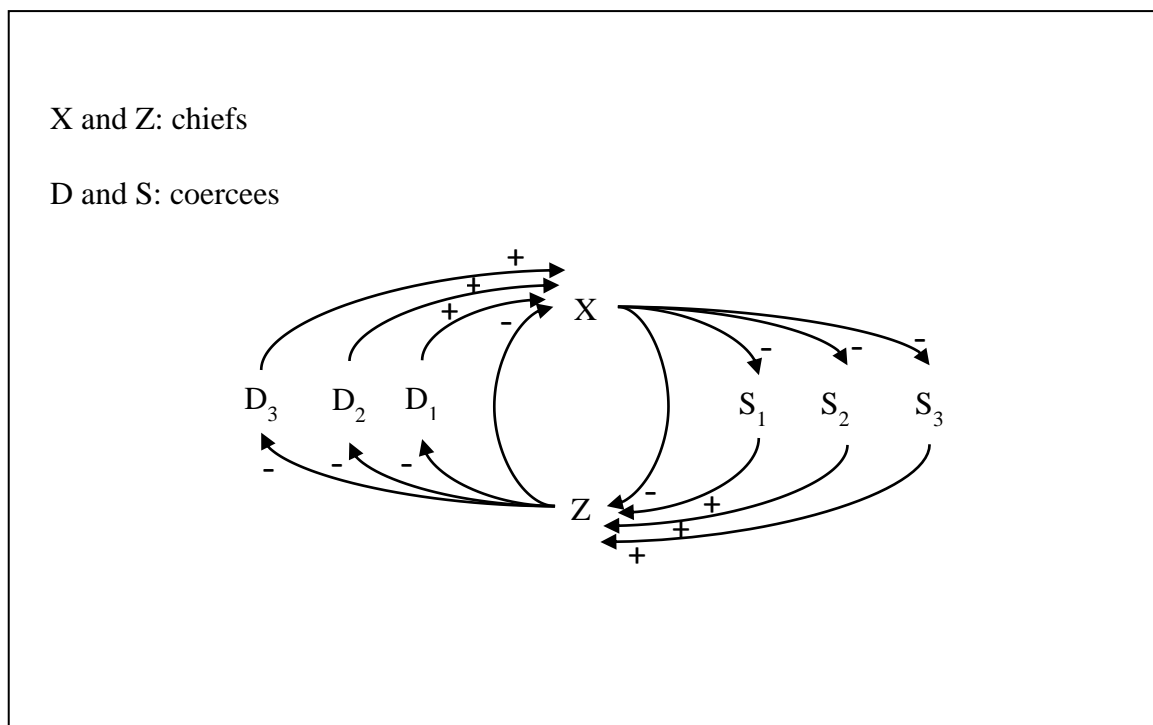 X and Z: chiefs
D and S: coercees
+
+
+
-
X
-
-
-
D₃
D₂
D₁
S₁
S₂
S₃
-
-
-
Z
-
+
+
+